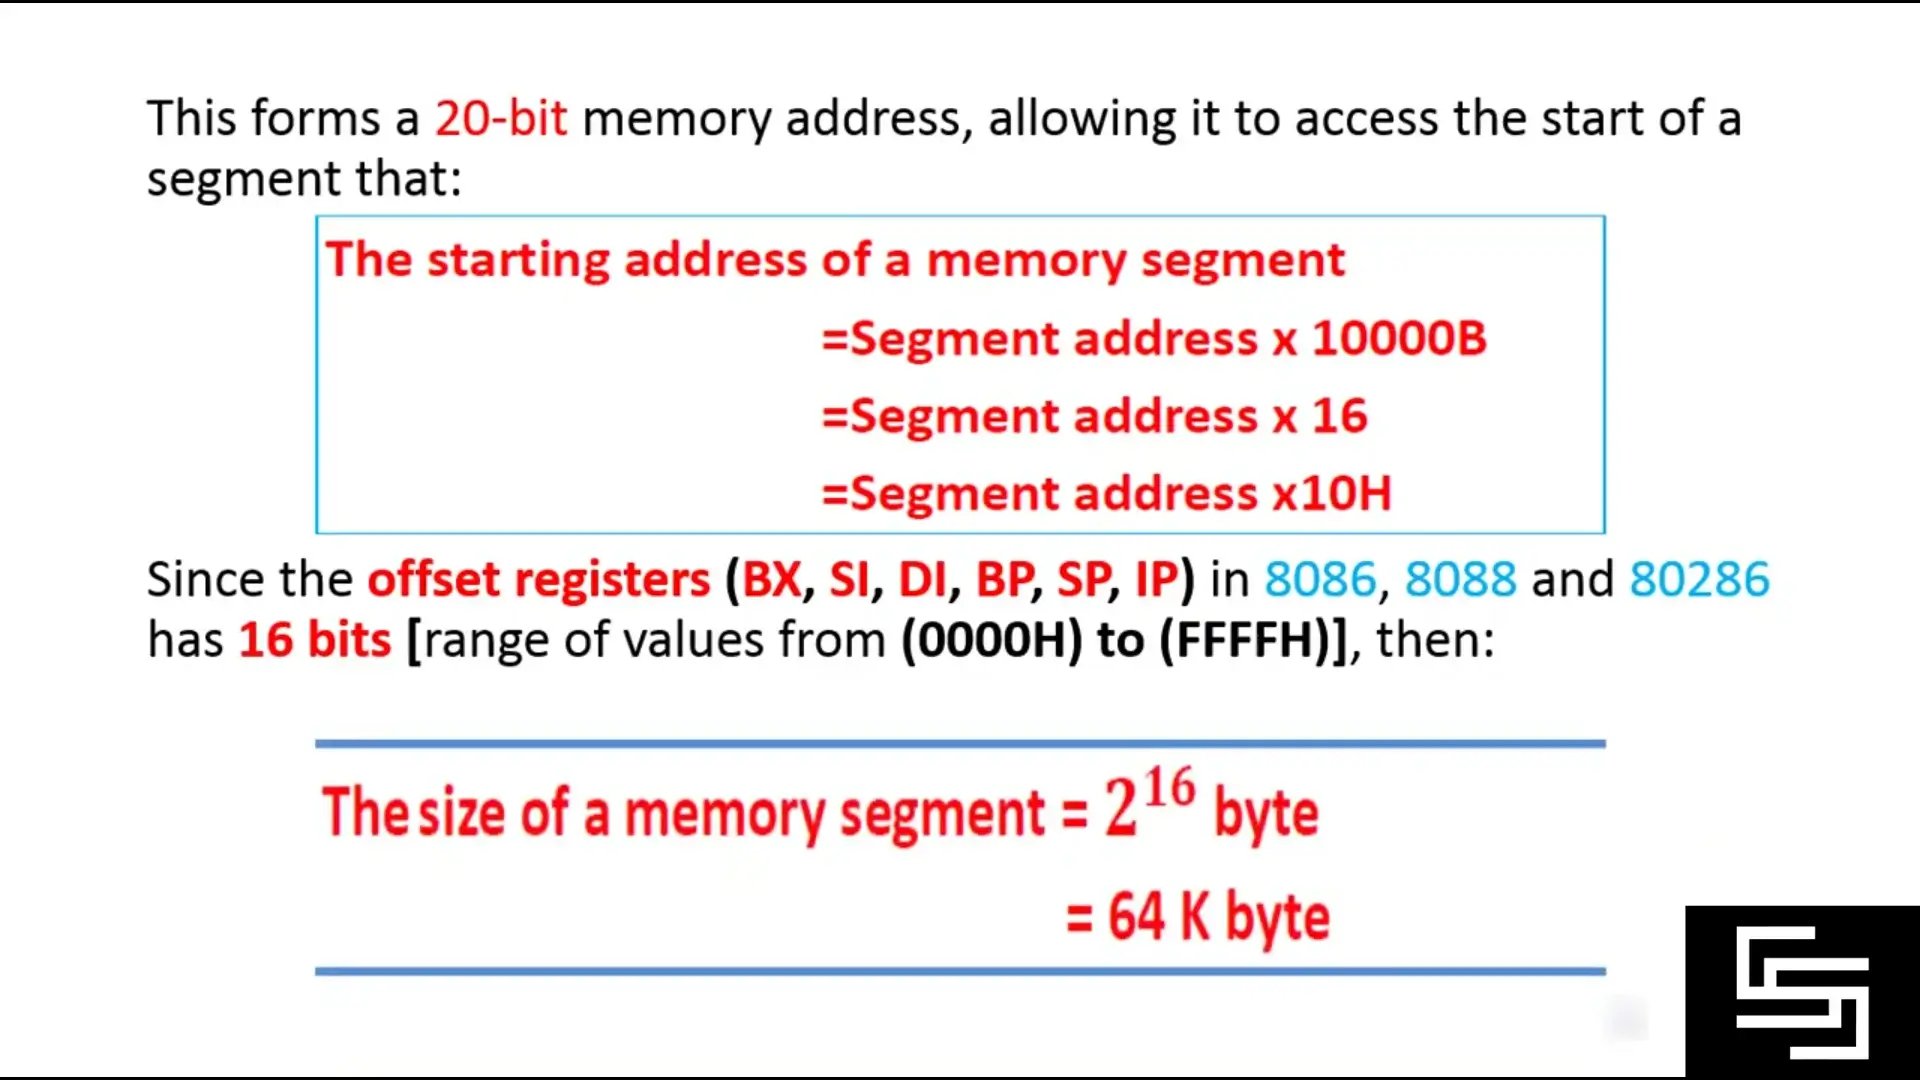 This forms a 20-bit memory address, allowing it to access the start of a
segment that:
The starting address of a memory segment
=Segment address x 10000B
=Segment address x 16
=Segment address x10H
Since the offset registers (BX, SI, DI, BP, SP, IP) in 8086, 8088 and 80286
has 16 bits [range of values from (0000H) to (FFFFH)], then:
The size of a memory segment = 2¹⁶ byte
= 64 K byte